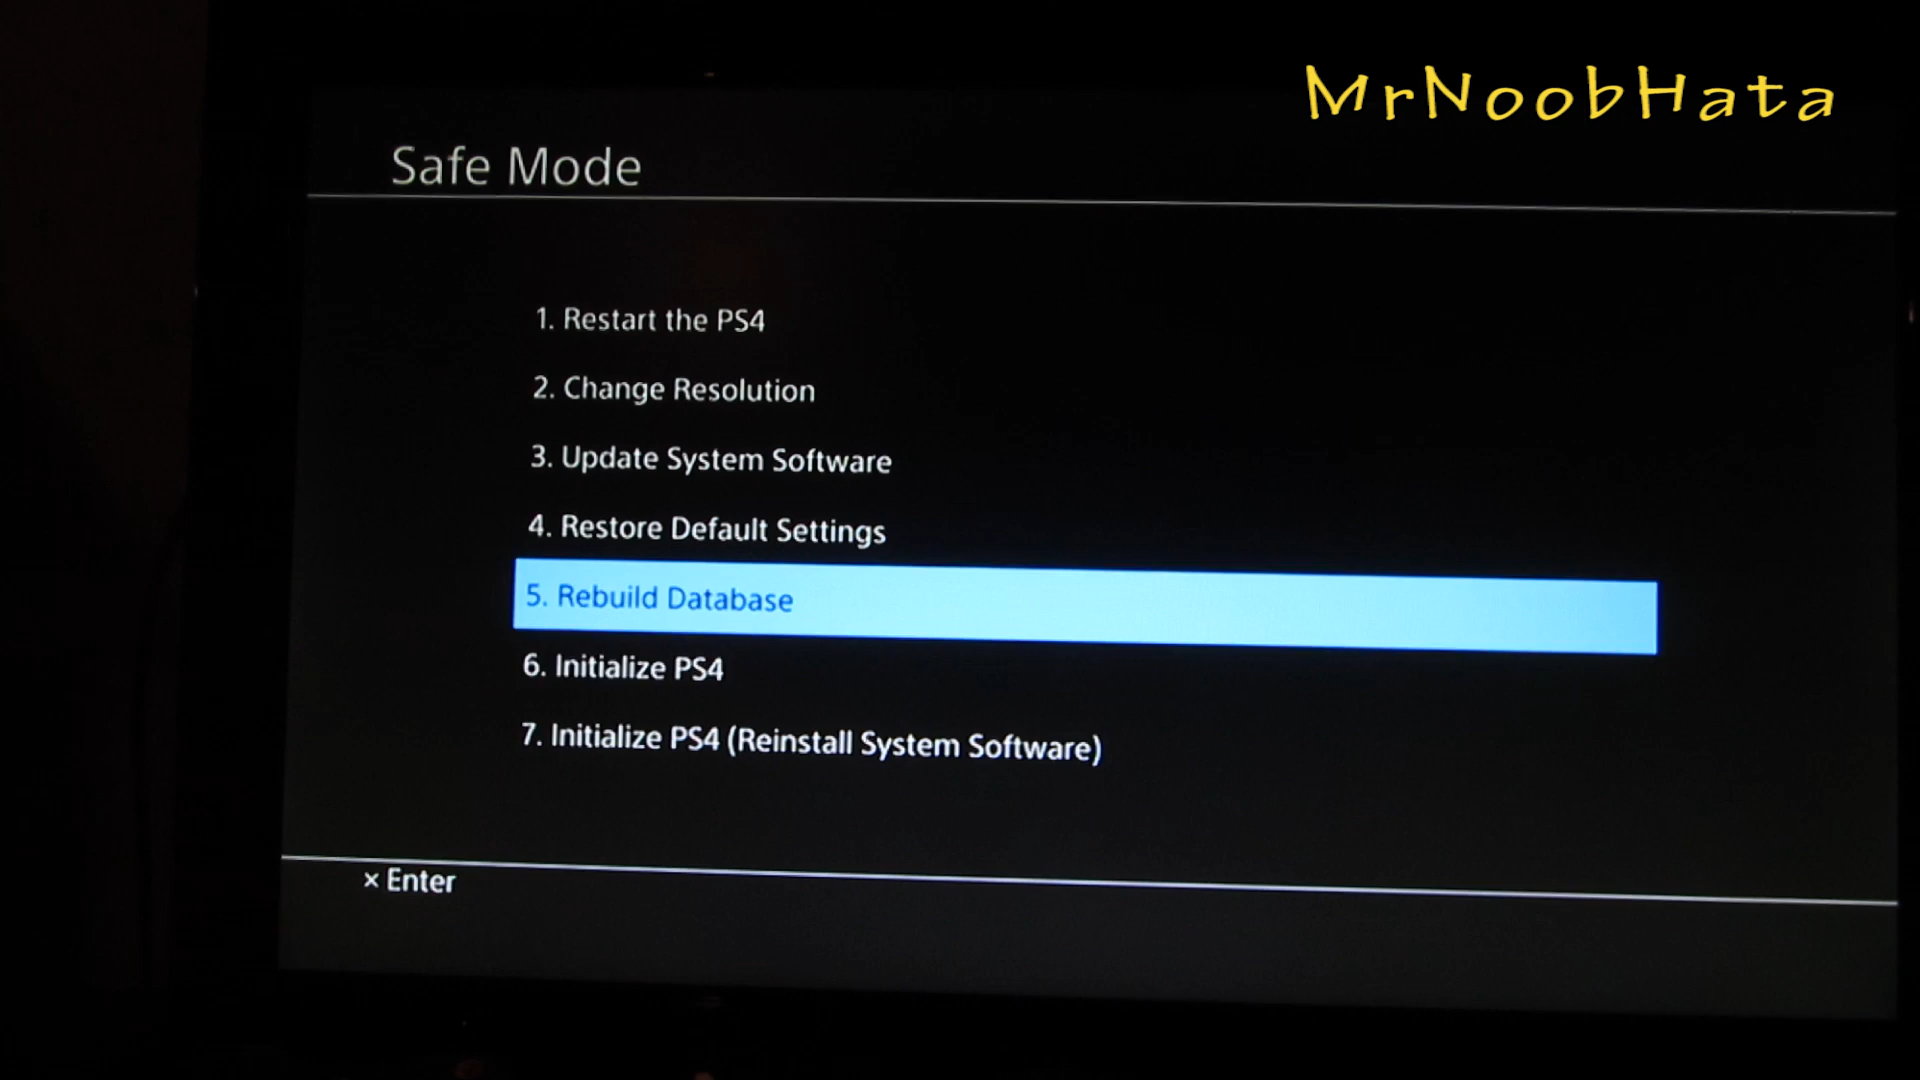 MrNoobHata
Safe Mode
1. Restart the PS4
2. Change Resolution
3. Update System Software
4. Restore Default Settings
5. Rebuild Database
6. Initialize PS4
7. Initialize PS4 (Reinstall System Software)
× Enter